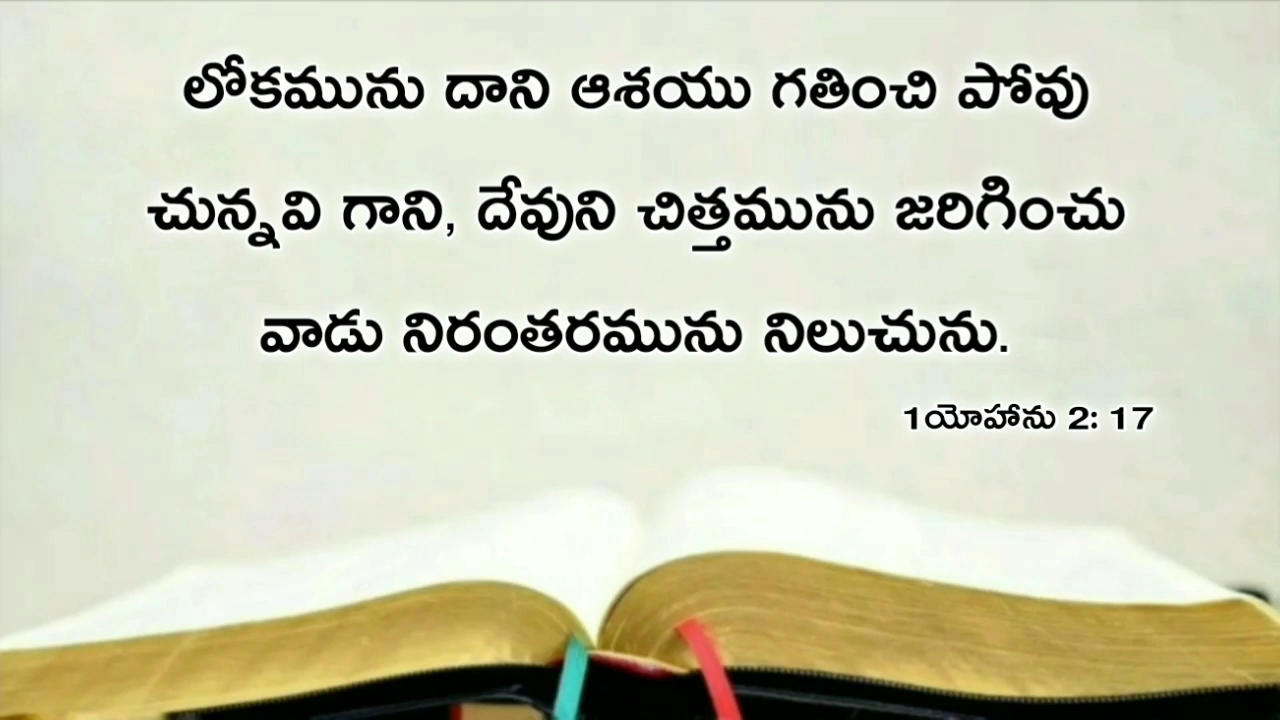 లోకమును దాని ఆశయు గతించి పోవు
చున్నవి గాని, దేవుని చిత్తమును జరిగించు
వాడు నిరంతరమును నిలుచును.
1యోహాను 2: 17